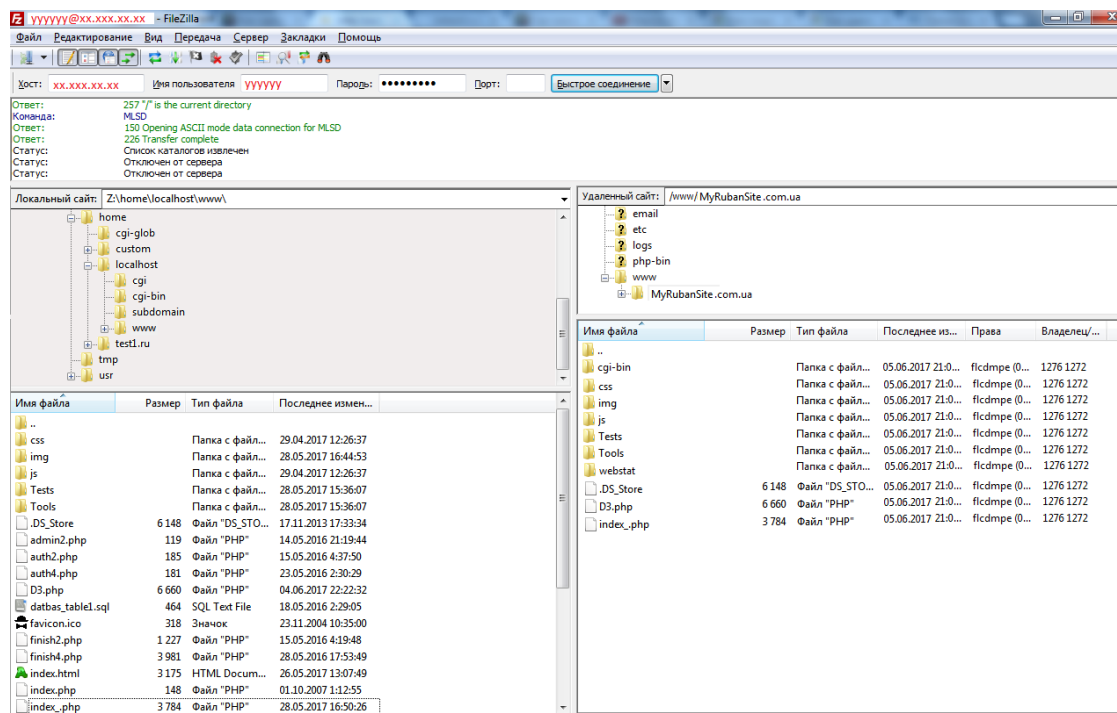 yyyyyy@xx.xxx.xx.xx - FileZilla
Файл Редактирование Вид Передача Сервер Закладки Помощь
Хост: xx.xxx.xx.xx Имя пользователя yyyyyy Пароль: ●●●●●●●●● Порт: Быстрое соединение
Ответ: 257 "/" is the current directory
Команда: MLSD
Ответ: 150 Opening ASCII mode data connection for MLSD
Ответ: 226 Transfer complete
Статус: Список каталогов извлечен
Статус: Отключен от сервера
Статус: Отключен от сервера
Локальный сайт: Z:\home\localhost\www\
home
cgi-glob
custom
localhost
cgi
cgi-bin
subdomain
www
test1.ru
tmp
usr
Имя файла Размер Тип файла Последнее измен...
..
css Папка с файл... 29.04.2017 12:26:37
img Папка с файл... 28.05.2017 16:44:53
js Папка с файл... 29.04.2017 12:26:37
Tests Папка с файл... 28.05.2017 15:36:07
Tools Папка с файл... 28.05.2017 15:36:07
.DS_Store 6 148 Файл "DS_STO... 17.11.2013 17:33:34
admin2.php 119 Файл "PHP" 14.05.2016 21:19:44
auth2.php 185 Файл "PHP" 15.05.2016 4:37:50
auth4.php 181 Файл "PHP" 23.05.2016 2:30:29
D3.php 6 660 Файл "PHP" 04.06.2017 22:22:32
datbas_table1.sql 464 SQL Text File 18.05.2016 2:29:05
favicon.ico 318 Значок 23.11.2004 10:35:00
finish2.php 1 227 Файл "PHP" 15.05.2016 4:19:48
finish4.php 3 981 Файл "PHP" 28.05.2016 17:53:49
index.html 3 175 HTML Docum... 26.05.2017 13:07:49
index.php 148 Файл "PHP" 01.10.2007 1:12:55
index_.php 3 784 Файл "PHP" 28.05.2017 16:50:26
Удаленный сайт: /www/MyRubanSite.com.ua
? email
? etc
? logs
? php-bin
www
MyRubanSite.com.ua
Имя файла Размер Тип файла Последнее из... Права Владелец/...
..
cgi-bin Папка с файл... 05.06.2017 21:0... flcdmpe (0... 1276 1272
css Папка с файл... 05.06.2017 21:0... flcdmpe (0... 1276 1272
img Папка с файл... 05.06.2017 21:0... flcdmpe (0... 1276 1272
js Папка с файл... 05.06.2017 21:0... flcdmpe (0... 1276 1272
Tests Папка с файл... 05.06.2017 21:0... flcdmpe (0... 1276 1272
Tools Папка с файл... 05.06.2017 21:0... flcdmpe (0... 1276 1272
webstat Папка с файл... 05.06.2017 21:0... flcdmpe (0... 1276 1272
.DS_Store 6 148 Файл "DS_STO... 05.06.2017 21:0... flcdmpe (0... 1276 1272
D3.php 6 660 Файл "PHP" 05.06.2017 21:0... flcdmpe (0... 1276 1272
index_.php 3 784 Файл "PHP" 05.06.2017 21:0... flcdmpe (0... 1276 1272